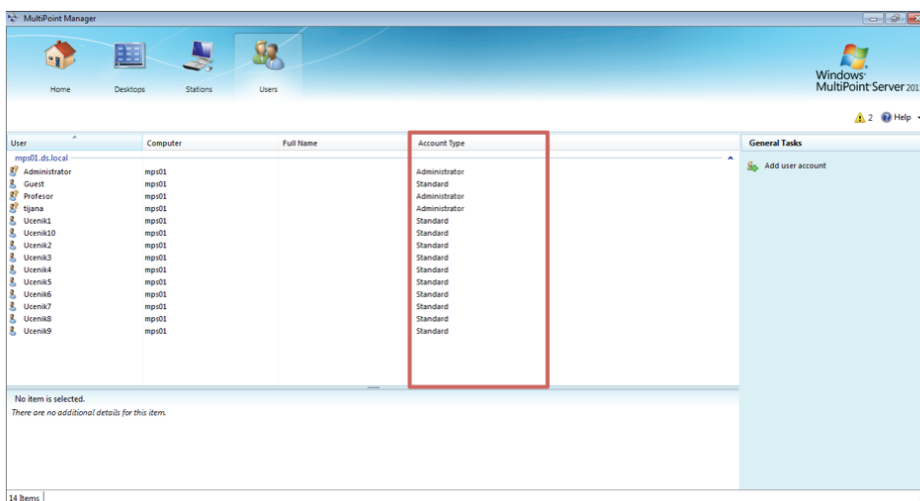 MultiPoint Manager
Home Desktops Stations Users
Windows
MultiPoint Server 201
2 Help
User Computer Full Name Account Type General Tasks
mps01.ds.local
Add user account
Administrator mps01 Administrator
Guest mps01 Standard
Profesor mps01 Administrator
tijana mps01 Administrator
Ucenik1 mps01 Standard
Ucenik10 mps01 Standard
Ucenik2 mps01 Standard
Ucenik3 mps01 Standard
Ucenik4 mps01 Standard
Ucenik5 mps01 Standard
Ucenik6 mps01 Standard
Ucenik7 mps01 Standard
Ucenik8 mps01 Standard
Ucenik9 mps01 Standard
No item is selected.
There are no additional details for this item.
14 Items